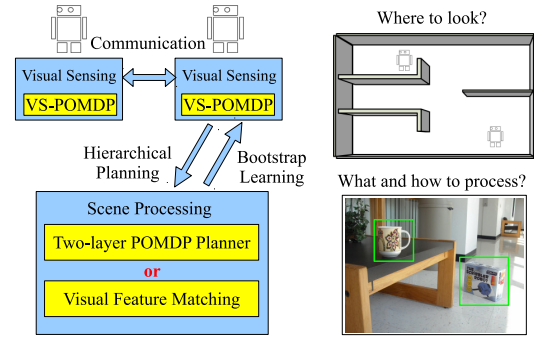 Communication
Visual Sensing
VS-POMDP
Visual Sensing
VS-POMDP
Hierarchical
Planning
Bootstrap
Learning
Scene Processing
Two-layer POMDP Planner
or
Visual Feature Matching
Where to look?
What and how to process?